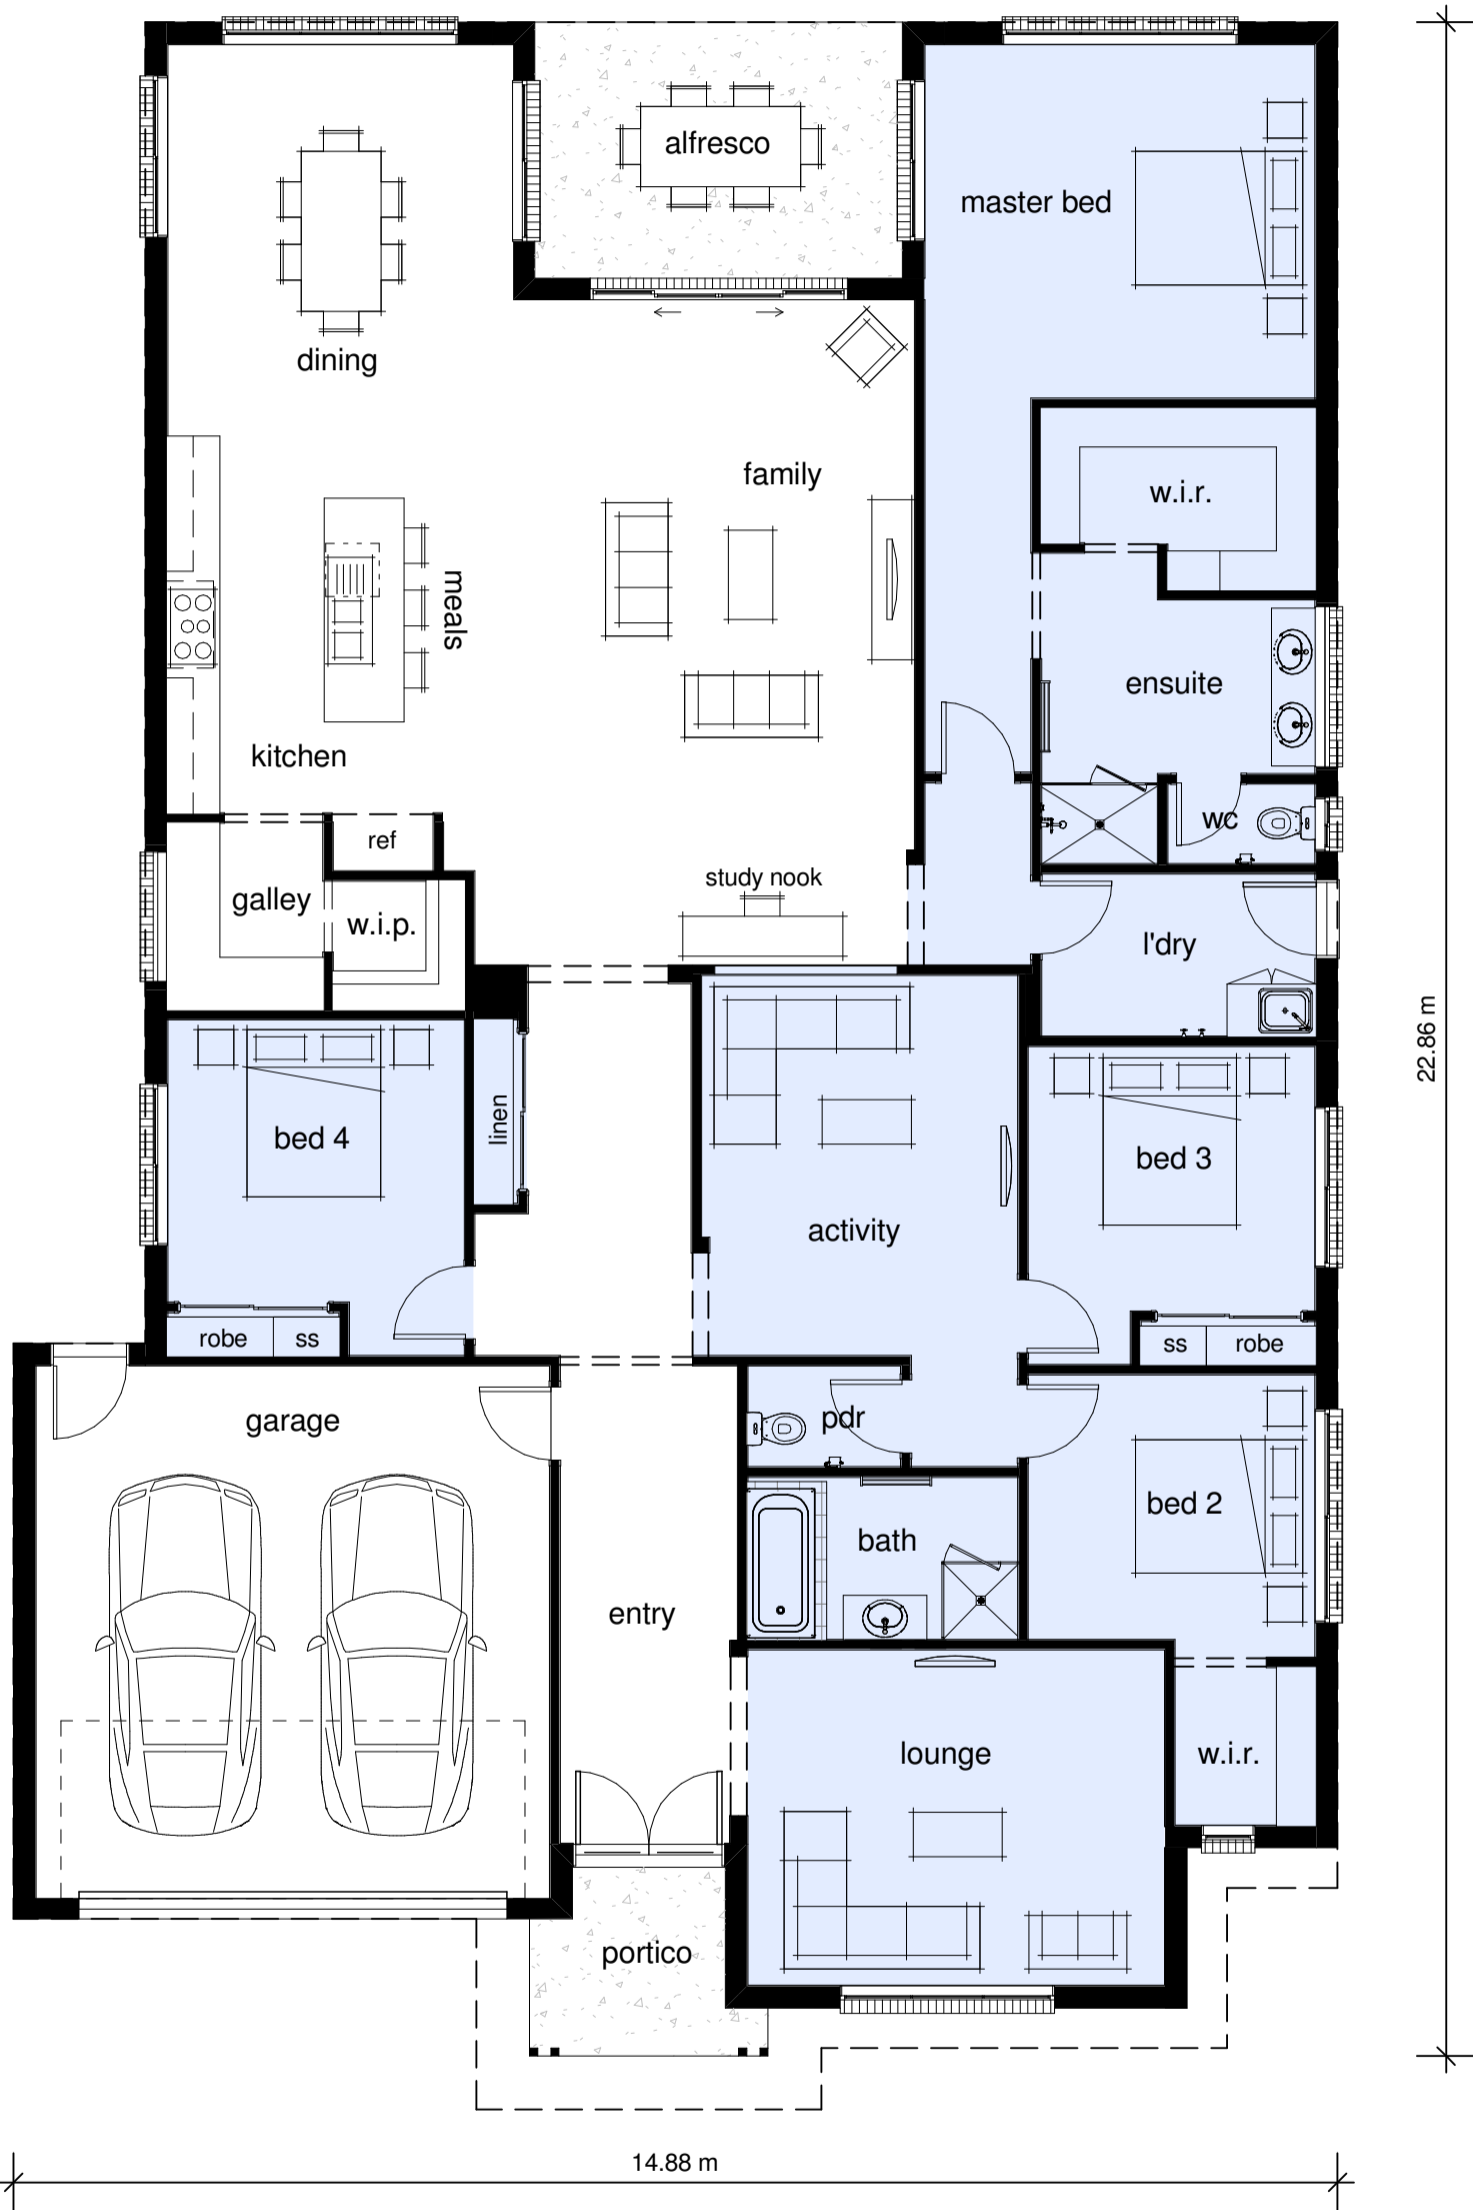 alfresco
master bed
dining
family
w.i.r.
meals
ensuite
kitchen
wc
ref
study nook
galley
w.i.p.
l'dry
22.86 m
linen
bed 4
bed 3
activity
robe
ss
ss
robe
garage
pdr
bed 2
bath
entry
lounge
w.i.r.
portico
14.88 m